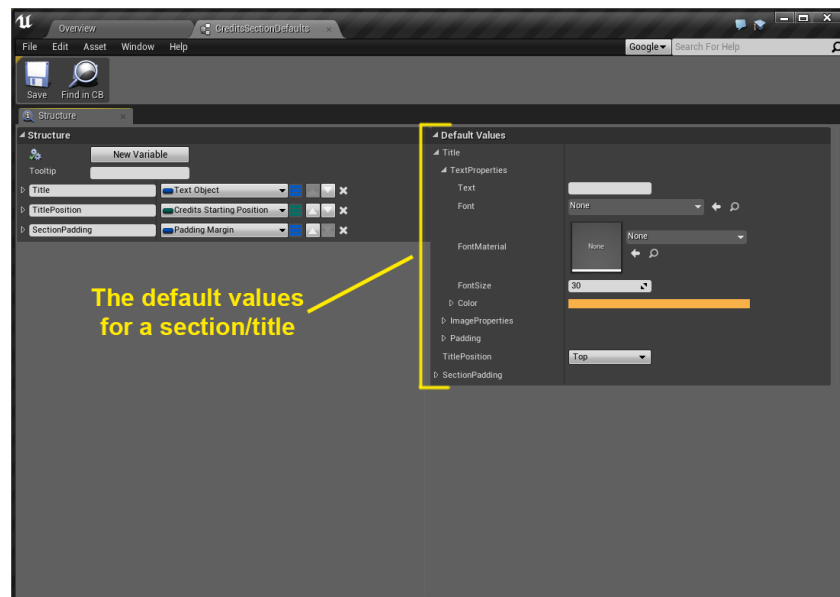 Overview
CreditsSectionDefaults
File Edit Asset Window Help
Google
Search For Help
Save
Find in CB
Structure
Structure
New Variable
Tooltip
Title
Text Object
TitlePosition
Credits Starting Position
SectionPadding
Padding Margin
The default values
for a section/title
Default Values
Title
TextProperties
Text
Font
None
FontMaterial
None
None
FontSize
30
Color
ImageProperties
Padding
TitlePosition
Top
SectionPadding